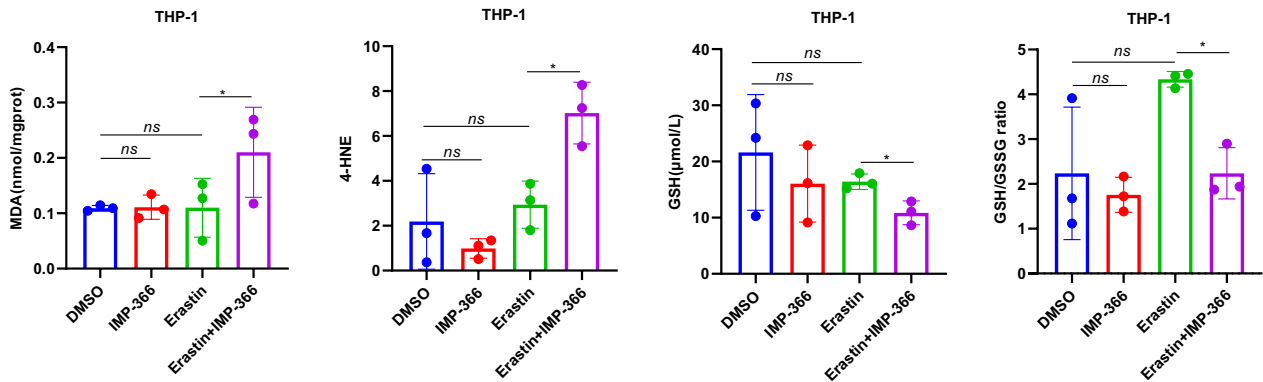 THP-1
MDA(nmol/mgprot)
0.4
0.3
0.2
0.1
0.0
ns
ns
*
DMSO
IMP-366
Erastin
Erastin+IMP-366
THP-1
4-HNE
10
8
6
4
2
0
ns
ns
*
DMSO
IMP-366
Erastin
Erastin+IMP-366
THP-1
GSH(μmol/L)
40
30
20
10
0
ns
ns
*
DMSO
IMP-366
Erastin
Erastin+IMP-366
THP-1
GSH/GSSG ratio
5
4
3
2
1
0
ns
ns
*
DMSO
IMP-366
Erastin
Erastin+IMP-366